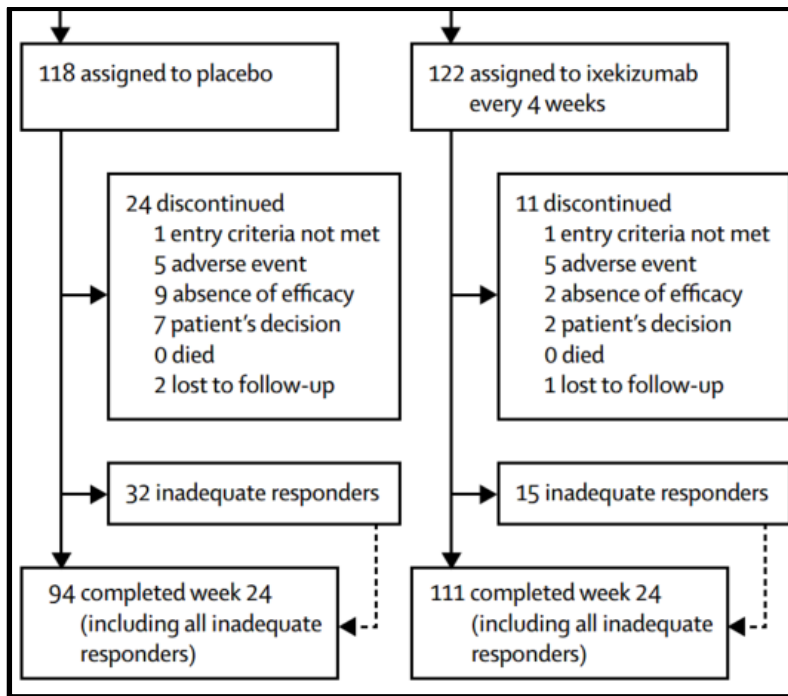 118 assigned to placebo
122 assigned to ixekizumab
every 4 weeks
24 discontinued
1 entry criteria not met
5 adverse event
9 absence of efficacy
7 patient's decision
0 died
2 lost to follow-up
11 discontinued
1 entry criteria not met
5 adverse event
2 absence of efficacy
2 patient's decision
0 died
1 lost to follow-up
32 inadequate responders
15 inadequate responders
94 completed week 24
(including all inadequate
responders)
111 completed week 24
(including all inadequate
responders)